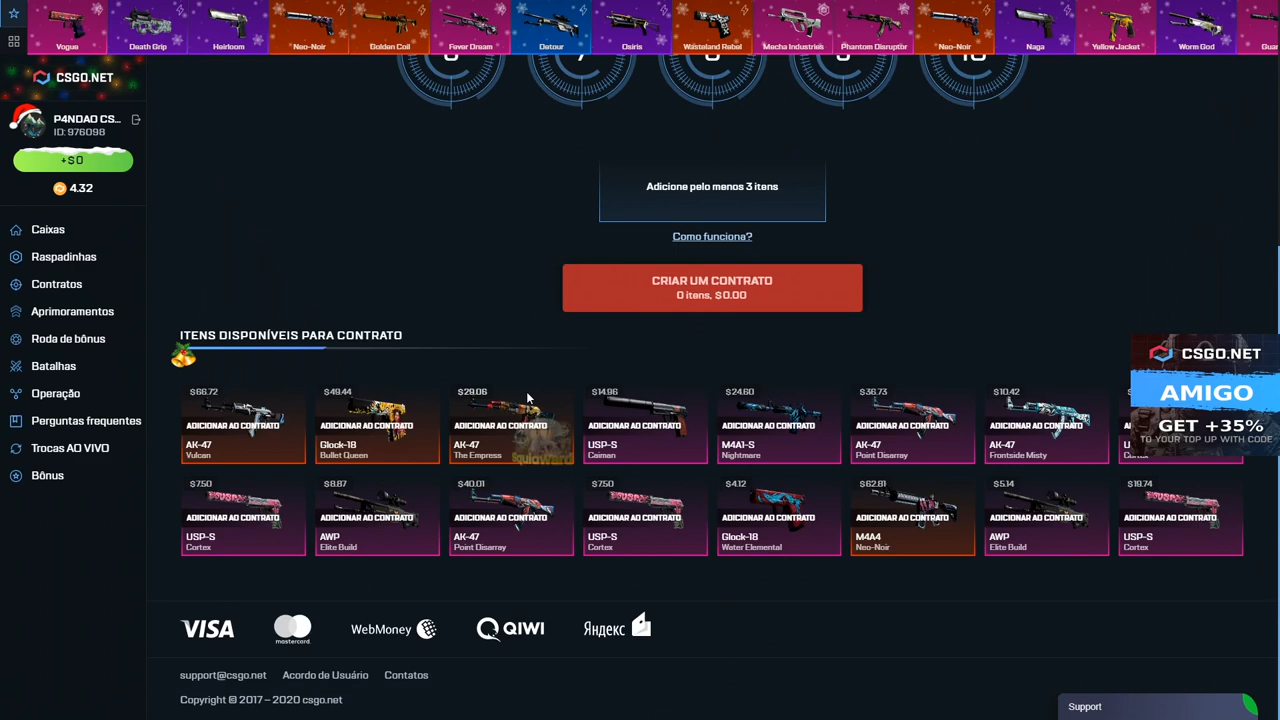 Vogue
Death Grip
Heirloom
Neo-Noir
Golden Coil
Fever Dream
Detour
Osiris
Wasteland Rebel
Mecha Industries
Phantom Disruptor
Neo-Noir
Naga
Yellow Jacket
Worm God
CSGO.NET
P4NDAO CS...
ID: 976098
+$0
4.32
Caixas
Raspadinhas
Contratos
Aprimoramentos
Roda de bônus
Batalhas
Operação
Perguntas frequentes
Trocas AO VIVO
Bônus
Adicione pelo menos 3 itens
Como funciona?
CRIAR UM CONTRATO
0 itens, $0.00
ITENS DISPONÍVEIS PARA CONTRATO
$66.72
ADICIONAR AO CONTRATO
AK-47
Vulcan
$49.44
ADICIONAR AO CONTRATO
Glock-18
Bullet Queen
$29.06
ADICIONAR AO CONTRATO
AK-47
The Empress
$14.96
ADICIONAR AO CONTRATO
USP-S
Caiman
$24.60
ADICIONAR AO CONTRATO
M4A1-S
Nightmare
$36.73
ADICIONAR AO CONTRATO
AK-47
Point Disarray
$10.42
ADICIONAR AO CONTRATO
AK-47
Frontside Misty
CSGO.NET
AMIGO
GET +35%
TO YOUR TOP UP WITH CODE
$7.50
ADICIONAR AO CONTRATO
USP-S
Cortex
$8.87
ADICIONAR AO CONTRATO
AWP
Elite Build
$40.01
ADICIONAR AO CONTRATO
AK-47
Point Disarray
$7.50
ADICIONAR AO CONTRATO
USP-S
Cortex
$4.12
ADICIONAR AO CONTRATO
Glock-18
Water Elemental
$62.81
ADICIONAR AO CONTRATO
M4A4
Neo-Noir
$5.14
ADICIONAR AO CONTRATO
AWP
Elite Build
$19.74
ADICIONAR AO CONTRATO
USP-S
Cortex
VISA
mastercard.
WebMoney
QIWI
Яндекс
support@csgo.net
Acordo de Usuário
Contatos
Copyright © 2017 – 2020 csgo.net
Support